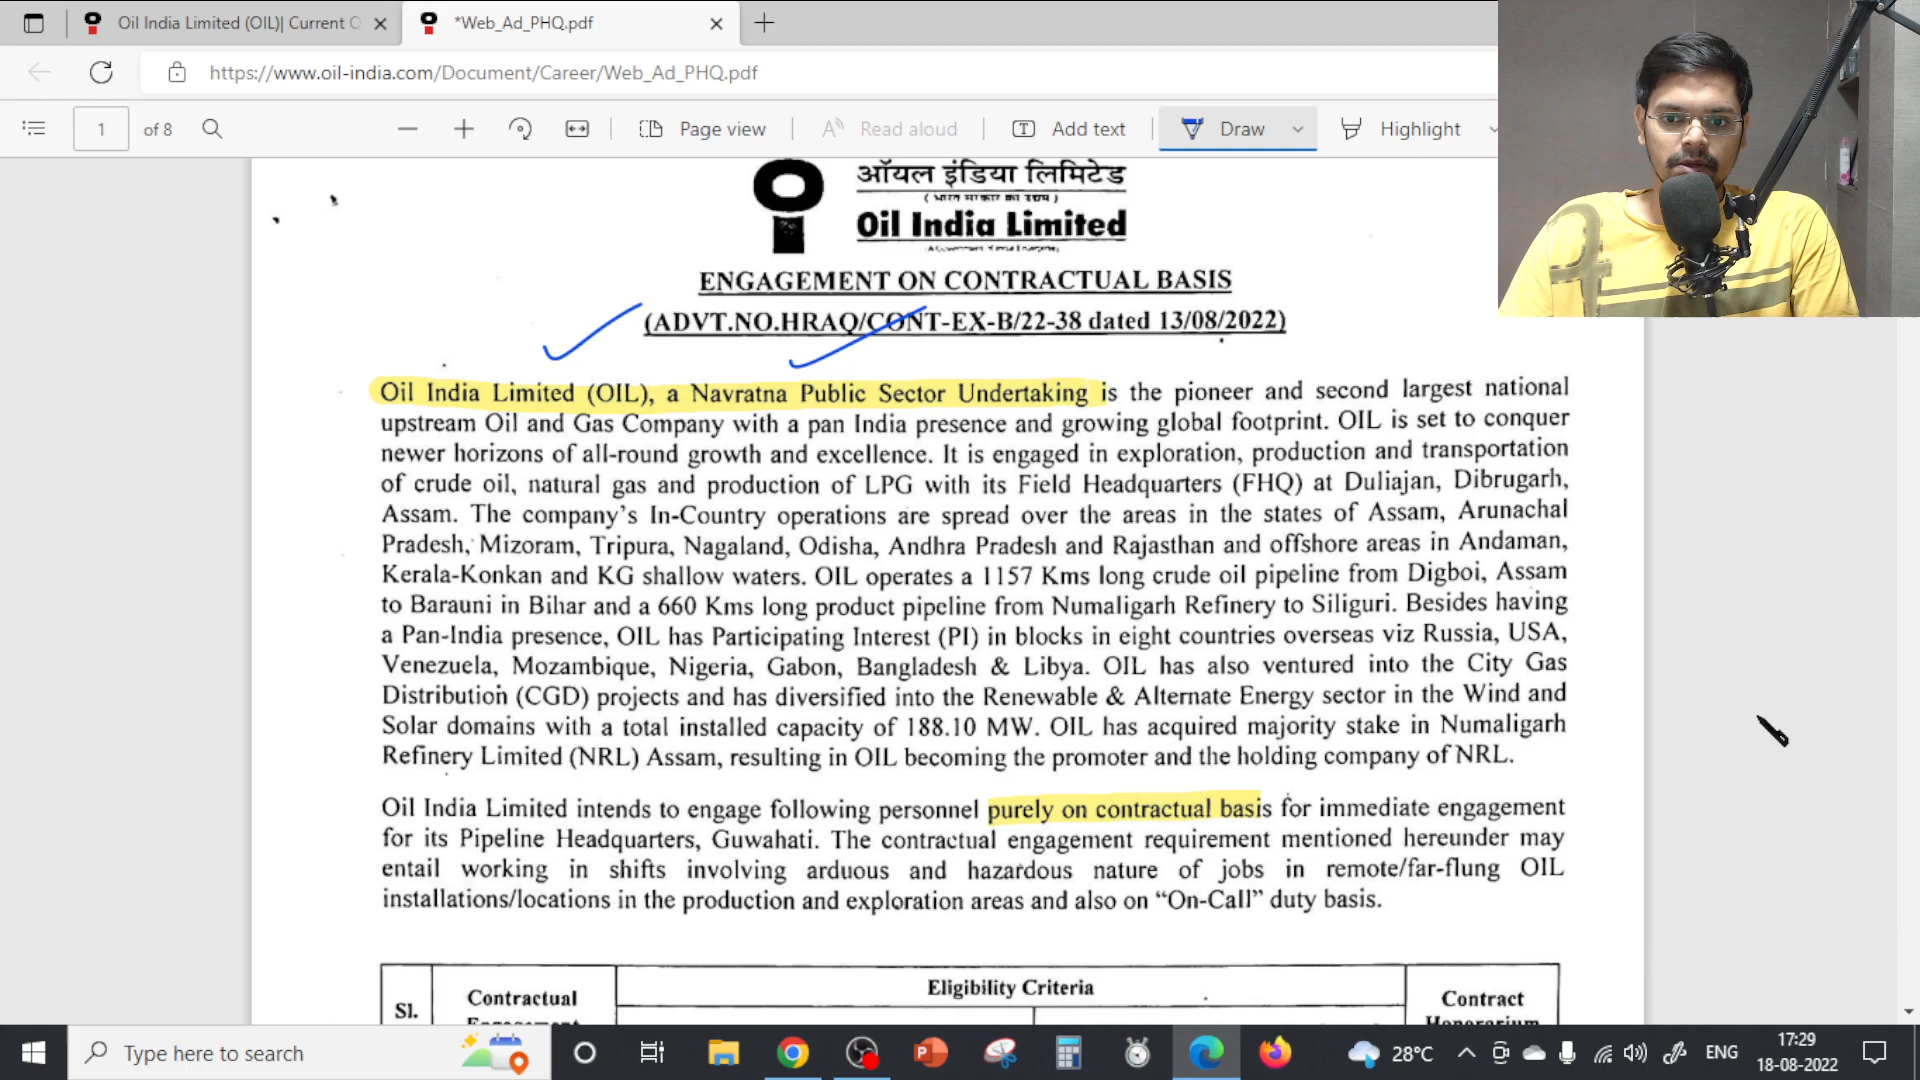 Oil India Limited (OIL)| Current O
*Web_Ad_PHQ.pdf
https://www.oil-india.com/Document/Career/Web_Ad_PHQ.pdf
1 of 8
Page view
Read aloud
Add text
Draw
Highlight
ऑयल इंडिया लिमिटेड
(भारत सरकार का उद्यम)
Oil India Limited
ENGAGEMENT ON CONTRACTUAL BASIS
(ADVT.NO.HRAQ/CONT-EX-B/22-38 dated 13/08/2022)
Oil India Limited (OIL), a Navratna Public Sector Undertaking is the pioneer and second largest national
upstream Oil and Gas Company with a pan India presence and growing global footprint. OIL is set to conquer
newer horizons of all-round growth and excellence. It is engaged in exploration, production and transportation
of crude oil, natural gas and production of LPG with its Field Headquarters (FHQ) at Duliajan, Dibrugarh,
Assam. The company's In-Country operations are spread over the areas in the states of Assam, Arunachal
Pradesh, Mizoram, Tripura, Nagaland, Odisha, Andhra Pradesh and Rajasthan and offshore areas in Andaman,
Kerala-Konkan and KG shallow waters. OIL operates a 1157 Kms long crude oil pipeline from Digboi, Assam
to Barauni in Bihar and a 660 Kms long product pipeline from Numaligarh Refinery to Siliguri. Besides having
a Pan-India presence, OIL has Participating Interest (PI) in blocks in eight countries overseas viz Russia, USA,
Venezuela, Mozambique, Nigeria, Gabon, Bangladesh & Libya. OIL has also ventured into the City Gas
Distribution (CGD) projects and has diversified into the Renewable & Alternate Energy sector in the Wind and
Solar domains with a total installed capacity of 188.10 MW. OIL has acquired majority stake in Numaligarh
Refinery Limited (NRL) Assam, resulting in OIL becoming the promoter and the holding company of NRL.
Oil India Limited intends to engage following personnel purely on contractual basis for immediate engagement
for its Pipeline Headquarters, Guwahati. The contractual engagement requirement mentioned hereunder may
entail working in shifts involving arduous and hazardous nature of jobs in remote/far-flung OIL
installations/locations in the production and exploration areas and also on “On-Call” duty basis.
Sl.
Contractual
Eligibility Criteria
Contract
Type here to search
28°C
ENG
17:29
18-08-2022